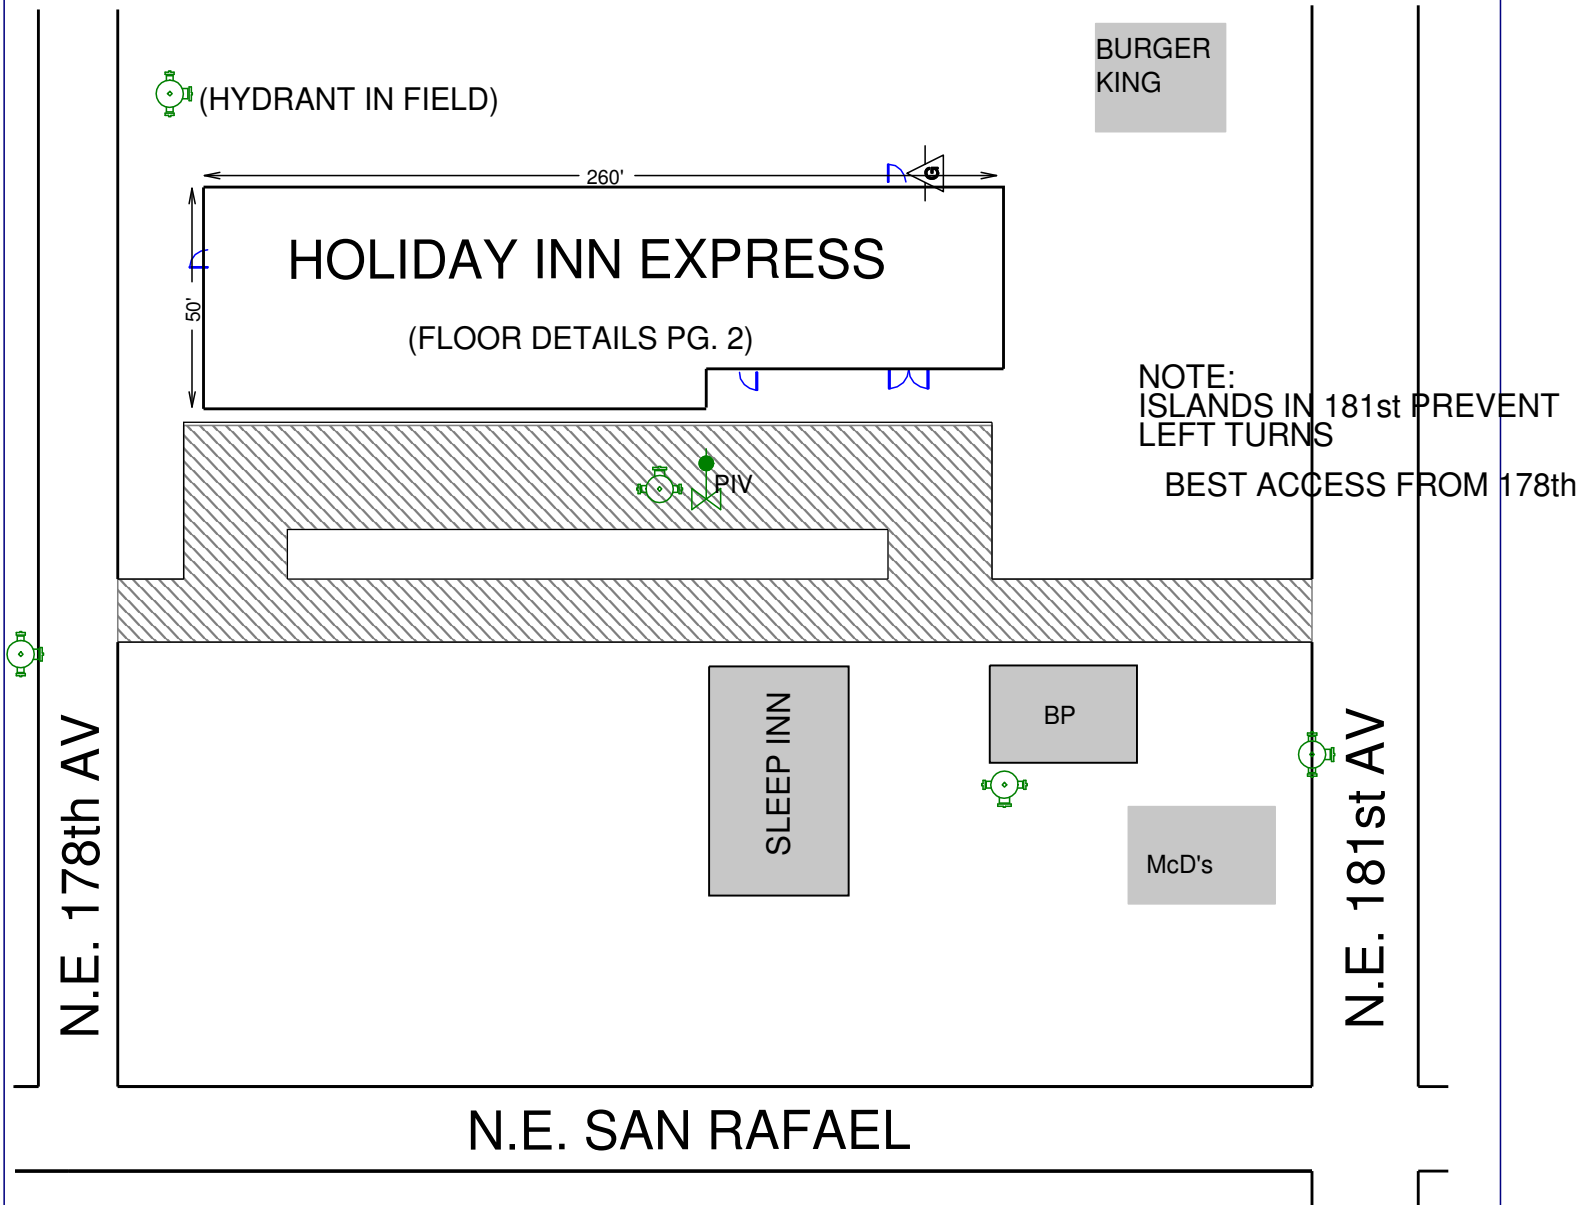 BURGER
KING
(HYDRANT IN FIELD)
260'
G
HOLIDAY INN EXPRESS
50'
(FLOOR DETAILS PG. 2)
NOTE:
ISLANDS IN 181st PREVENT
LEFT TURNS
BEST ACCESS FROM 178th
PIV
SLEEP INN
BP
McD's
N.E. 178th AV
N.E. 181st AV
N.E. SAN RAFAEL